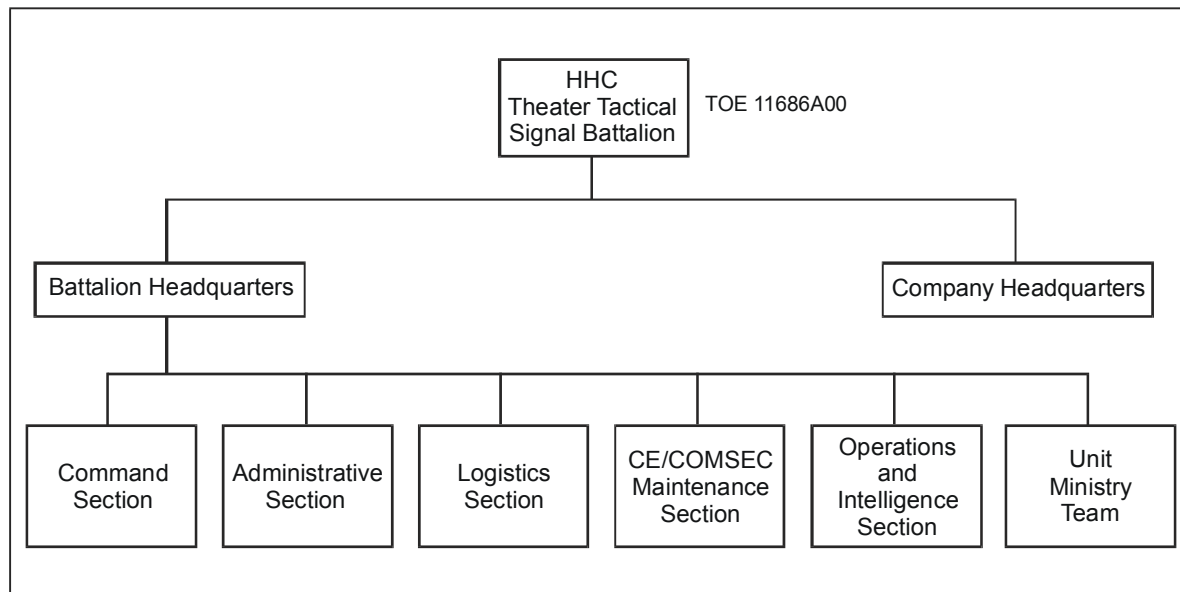 HHC
Theater Tactical
Signal Battalion
TOE 11686A00
Battalion Headquarters
Company Headquarters
Command
Section
Administrative
Section
Logistics
Section
CE/COMSEC
Maintenance
Section
Operations
and
Intelligence
Section
Unit
Ministry
Team